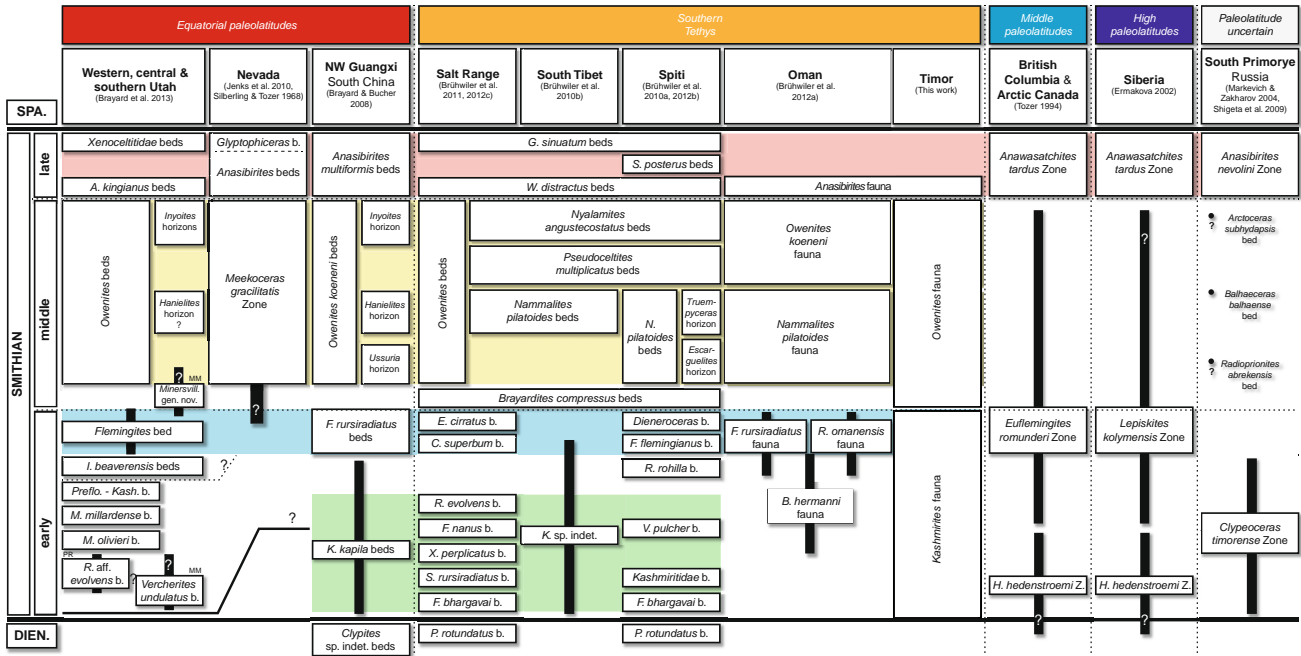 Equatorial paleolatitudes
Southern
Tethys
Middle
paleolatitudes
High
paleolatitudes
Paleolatitude
uncertain
Western, central &
southern Utah
(Brayard et al. 2013)
Nevada
(Jenks et al. 2010,
Silberling & Tozer 1968)
NW Guangxi
South China
(Brayard & Bucher
2008)
Salt Range
(Brühwiler et al.
2011, 2012c)
South Tibet
(Brühwiler et al.
2010b)
Spiti
(Brühwiler et al.
2010a, 2012b)
Oman
(Brühwiler et al.
2012a)
Timor
(This work)
British
Columbia &
Arctic Canada
(Tozer 1994)
Siberia
(Ermakova 2002)
South Primorye
Russia
(Markevich &
Zakharov 2004,
Shigeta et al. 2009)
SPA.
SMITHIAN
late
Xenoceltitidae beds
A. kingianus beds
Glyptophiceras b.
Anasibirites beds
Anasibirites
multiformis beds
G. sinuatum beds
S. posterus beds
W. distractus beds
Anasibirites fauna
Anawasatchites
tardus Zone
Anawasatchites
tardus Zone
Anasibirites
nevolini Zone
middle
Owenites beds
Inyoites
horizons
Hanielites
horizon
?
?
MM
Minersvill.
gen. nov.
Meekoceras
gracilitatis
Zone
?
Owenites koeneni beds
Inyoites
horizon
Hanielites
horizon
Ussuria
horizon
Owenites beds
Nyalamites
angustecostatus beds
Pseudoceltites
multiplicatus beds
Nammalites
pilatoides beds
N.
pilatoides
beds
Truem-
pyceras
horizon
Escar-
guelites
horizon
Brayardites compressus beds
Owenites
koeneni
fauna
Nammalites
pilatoides
fauna
Owenites fauna
?
?
Arctoceras
subhydapsis
bed
Balhaeceras
balhaense
bed
?
Radioprionites
abrekensis
bed
early
Flemingites bed
I. beaverensis beds
?
Preflo. - Kash. b.
M. millardense b.
M. olivieri b.
PR
R. aff.
evolvens b.
?
?
MM
Vercherites
undulatus b.
?
F. rursiradiatus
beds
K. kapila beds
E. cirratus b.
C. superbum b.
R. evolvens b.
F. nanus b.
X. perplicatus b.
S. rursiradiatus b.
F. bhargavai b.
K. sp. indet.
Dieneroceras b.
F. flemingianus b.
R. rohilla b.
V. pulcher b.
Kashmiritidae b.
F. bhargavai b.
F. rursiradiatus
fauna
R. omanensis
fauna
B. hermanni
fauna
Kashmirites fauna
Euflemingites
romunderi Zone
H. hedenstroemi Z.
?
Lepiskites
kolymensis Zone
H. hedenstroemi Z.
?
Clypeoceras
timorense Zone
DIEN.
Clypites
sp. indet. beds
P. rotundatus b.
P. rotundatus b.